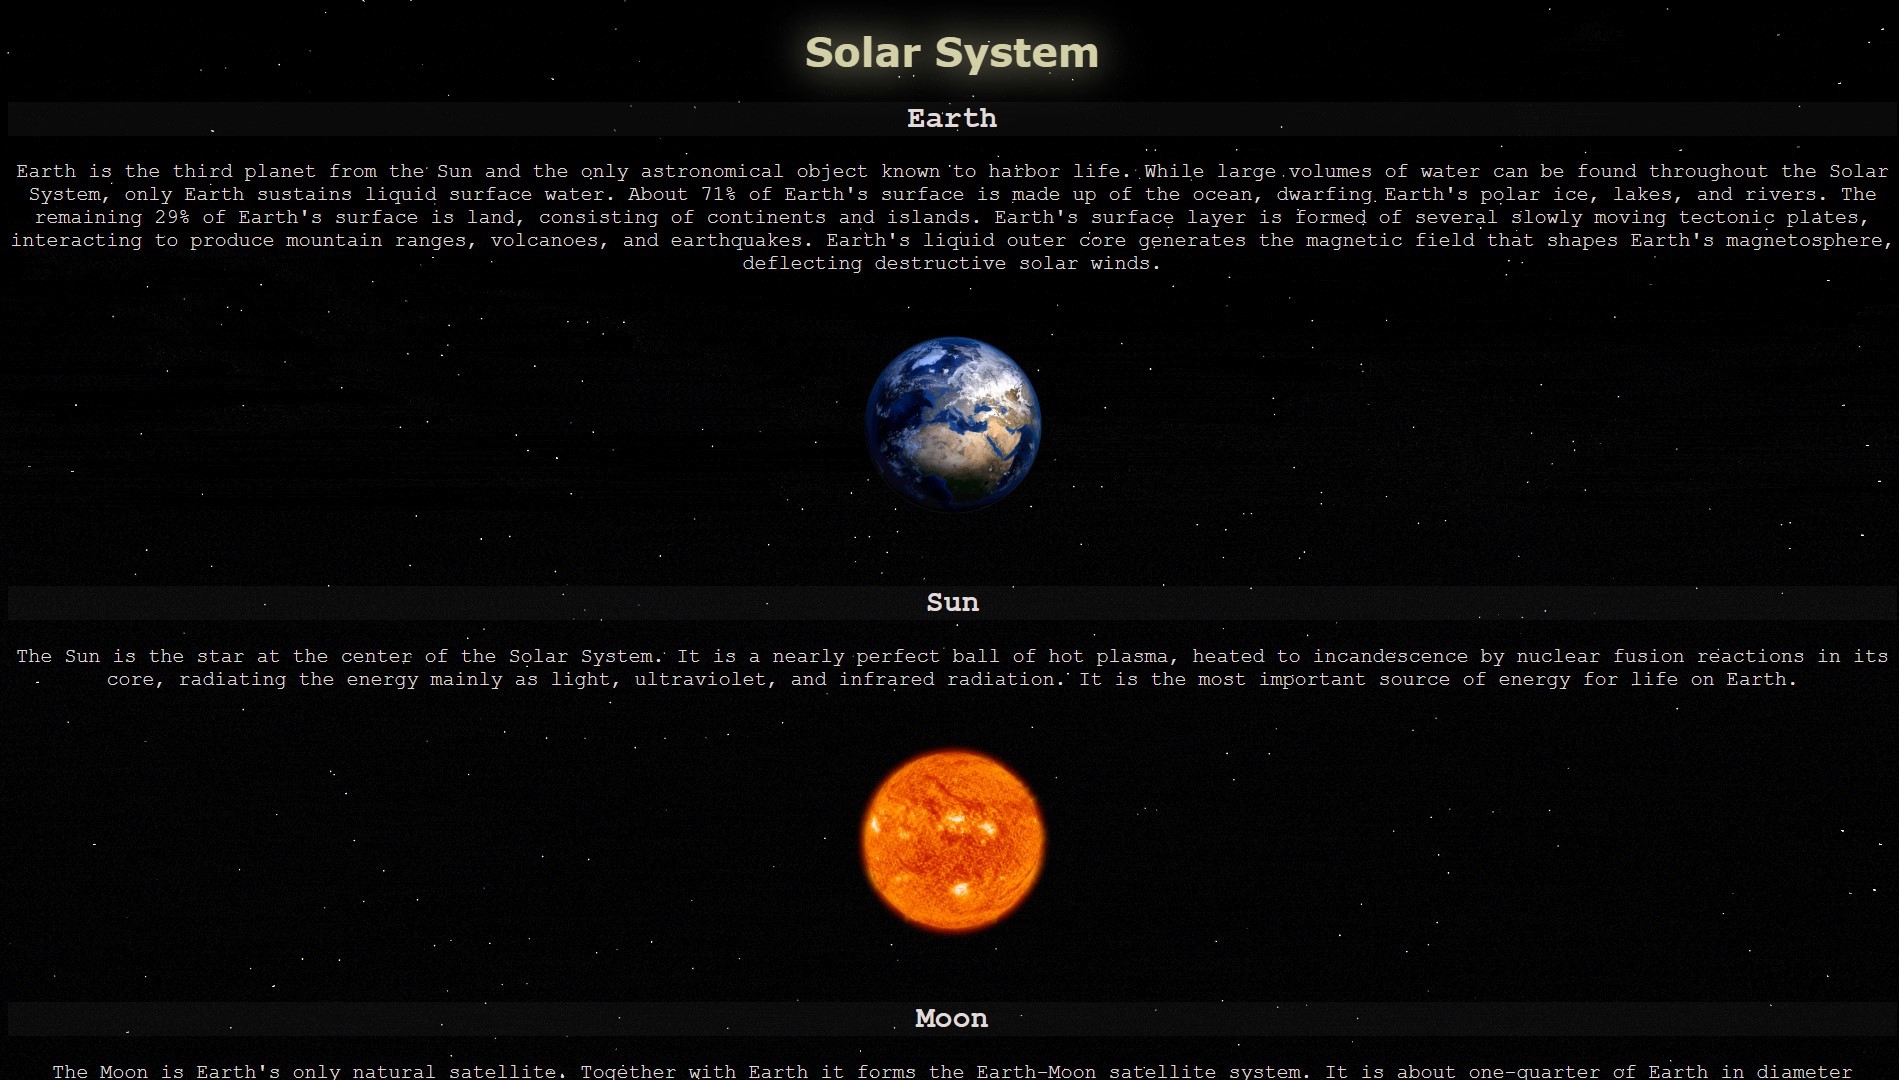 Solar System
Earth
Earth is the third planet from the Sun and the only astronomical object known to harbor life. While large volumes of water can be found throughout the Solar
System, only Earth sustains liquid surface water. About 71% of Earth's surface is made up of the ocean, dwarfing Earth's polar ice, lakes, and rivers. The
remaining 29% of Earth's surface is land, consisting of continents and islands. Earth's surface layer is formed of several slowly moving tectonic plates,
interacting to produce mountain ranges, volcanoes, and earthquakes. Earth's liquid outer core generates the magnetic field that shapes Earth's magnetosphere,
deflecting destructive solar winds.
Sun
The Sun is the star at the center of the Solar System. It is a nearly perfect ball of hot plasma, heated to incandescence by nuclear fusion reactions in its
core, radiating the energy mainly as light, ultraviolet, and infrared radiation. It is the most important source of energy for life on Earth.
Moon
The Moon is Earth's only natural satellite. Together with Earth it forms the Earth-Moon satellite system. It is about one-quarter of Earth in diameter